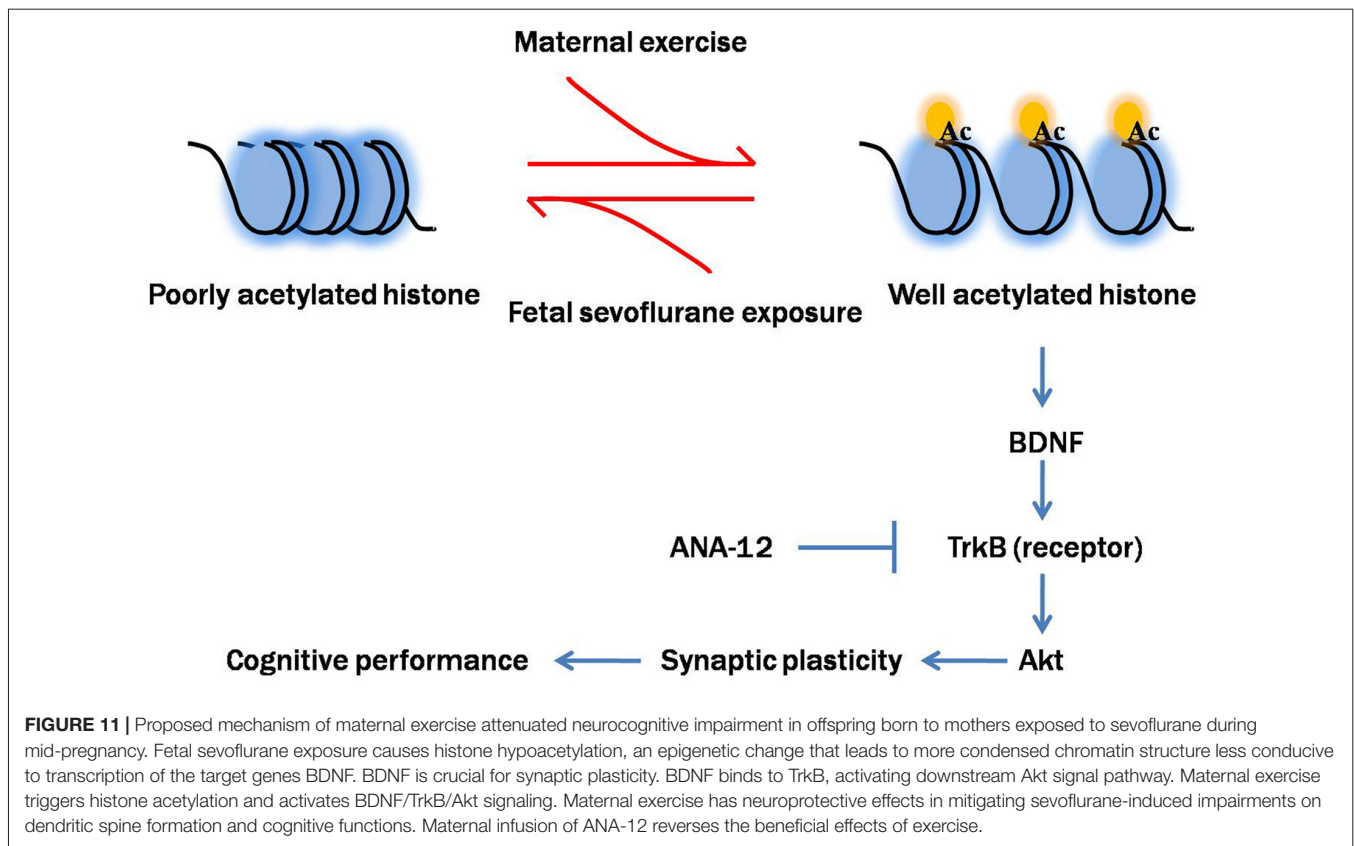 Maternal exercise
Ac Ac Ac
Poorly acetylated histone
Fetal sevoflurane exposure
Well acetylated histone
BDNF
ANA-12
TrkB (receptor)
Cognitive performance
Synaptic plasticity
Akt
FIGURE 11 | Proposed mechanism of maternal exercise attenuated neurocognitive impairment in offspring born to mothers exposed to sevoflurane during
mid-pregnancy. Fetal sevoflurane exposure causes histone hypoacetylation, an epigenetic change that leads to more condensed chromatin structure less conducive
to transcription of the target genes BDNF. BDNF is crucial for synaptic plasticity. BDNF binds to TrkB, activating downstream Akt signal pathway. Maternal exercise
triggers histone acetylation and activates BDNF/TrkB/Akt signaling. Maternal exercise has neuroprotective effects in mitigating sevoflurane-induced impairments on
dendritic spine formation and cognitive functions. Maternal infusion of ANA-12 reverses the beneficial effects of exercise.